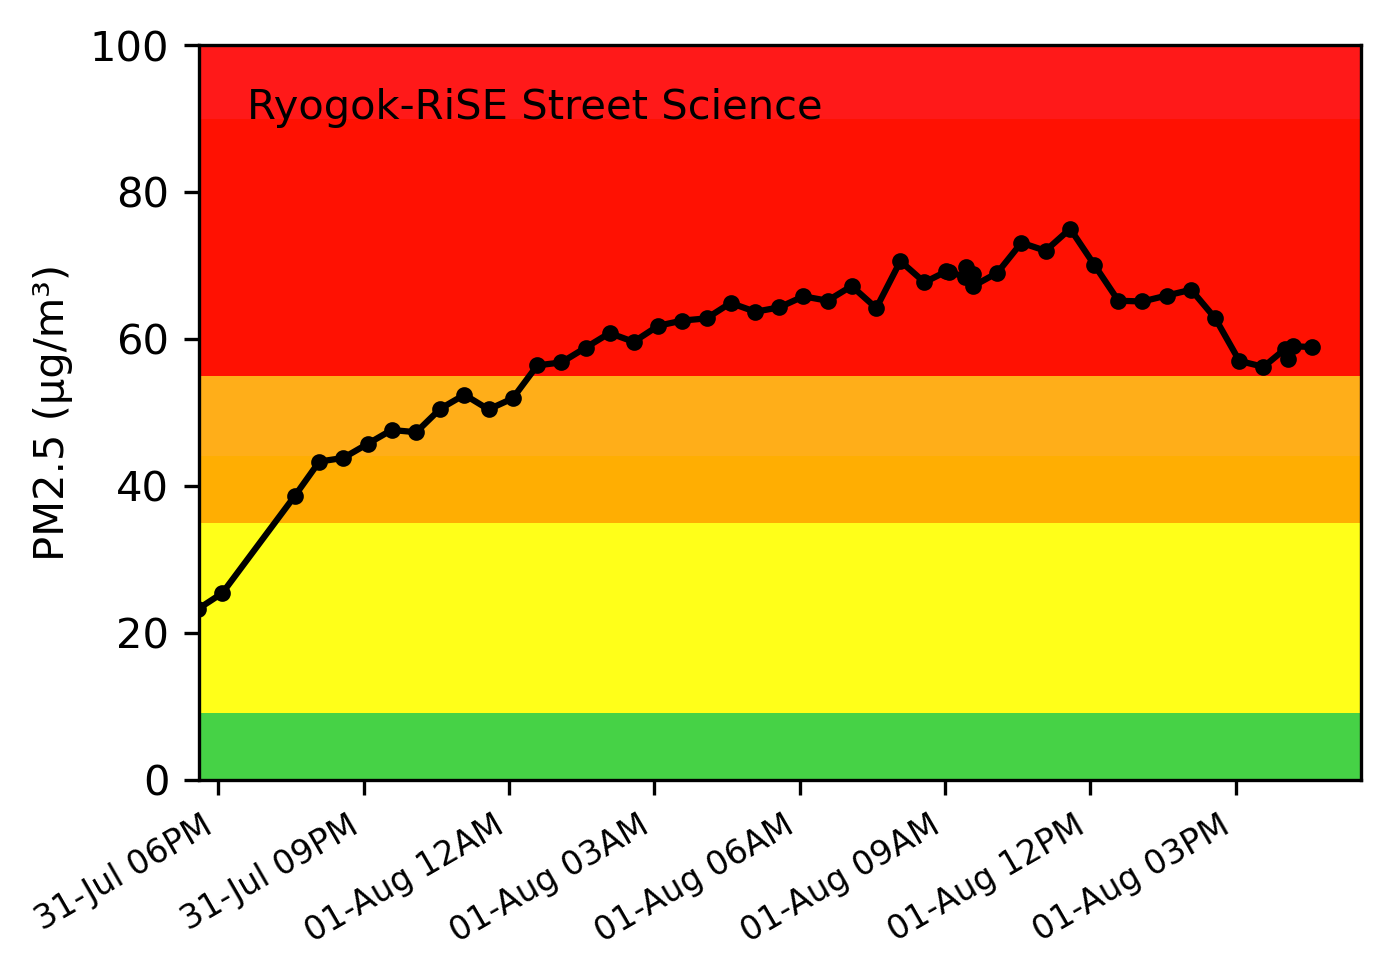 Ryogok-RiSE Street Science
PM2.5 (µg/m³)
100
80
60
40
20
0
31-Jul 06PM
31-Jul 09PM
01-Aug 12AM
01-Aug 03AM
01-Aug 06AM
01-Aug 09AM
01-Aug 12PM
01-Aug 03PM